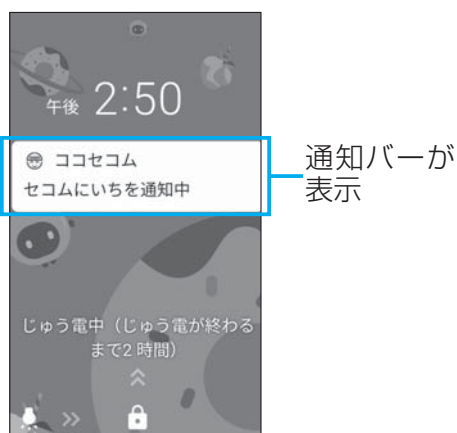 午後 2:50
ココセコム
セコムにいちを通知中
通知バーが
表示
じゅう電中（じゅう電が終わる
まで2時間）